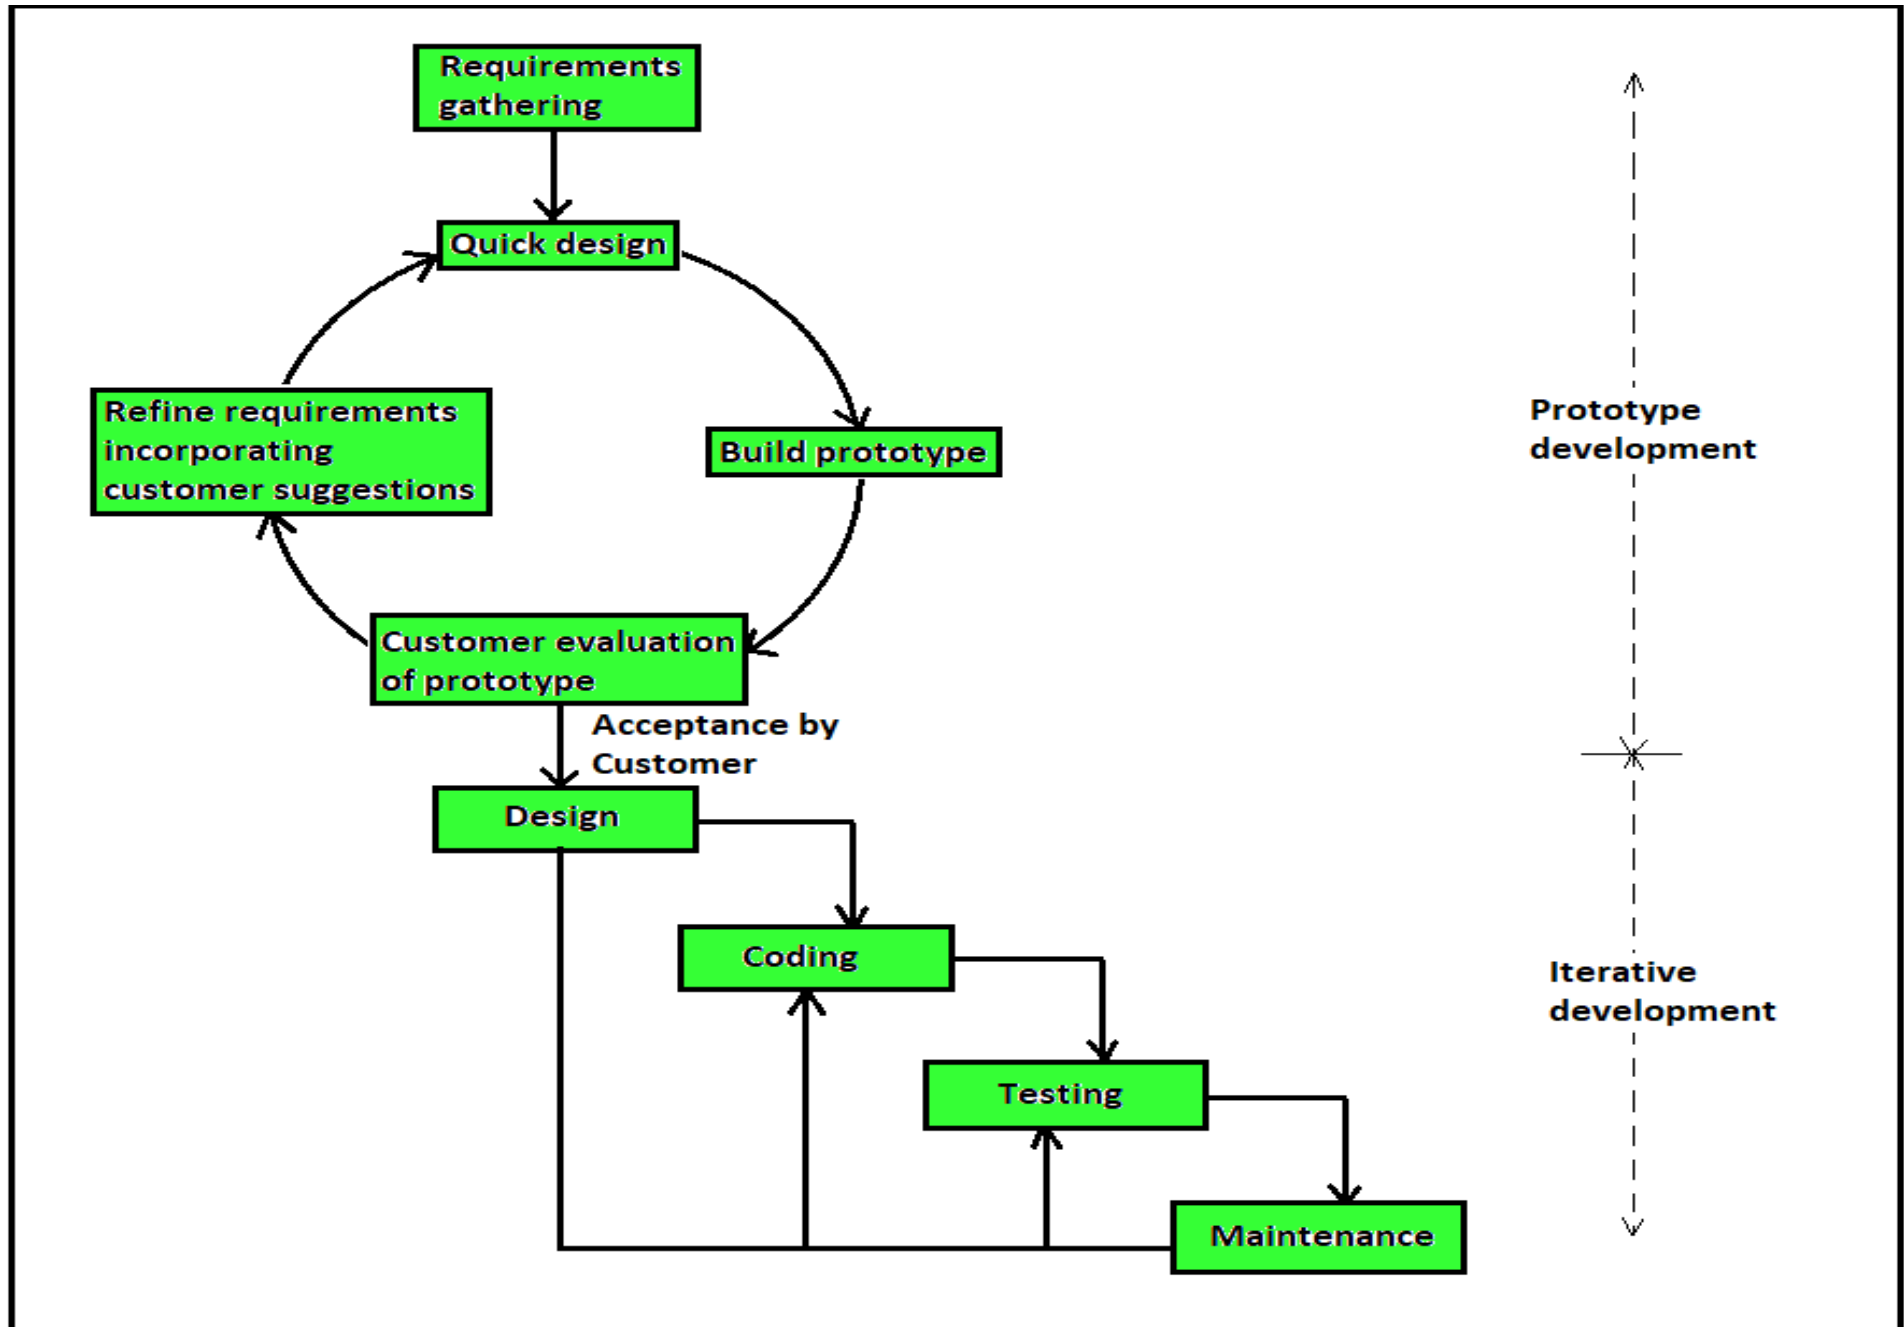 Requirements
gathering
Quick design
Refine requirements
incorporating
customer suggestions
Build prototype
Prototype
development
Customer evaluation
of prototype
Acceptance by
Customer
Design
Coding
Iterative
development
Testing
Maintenance